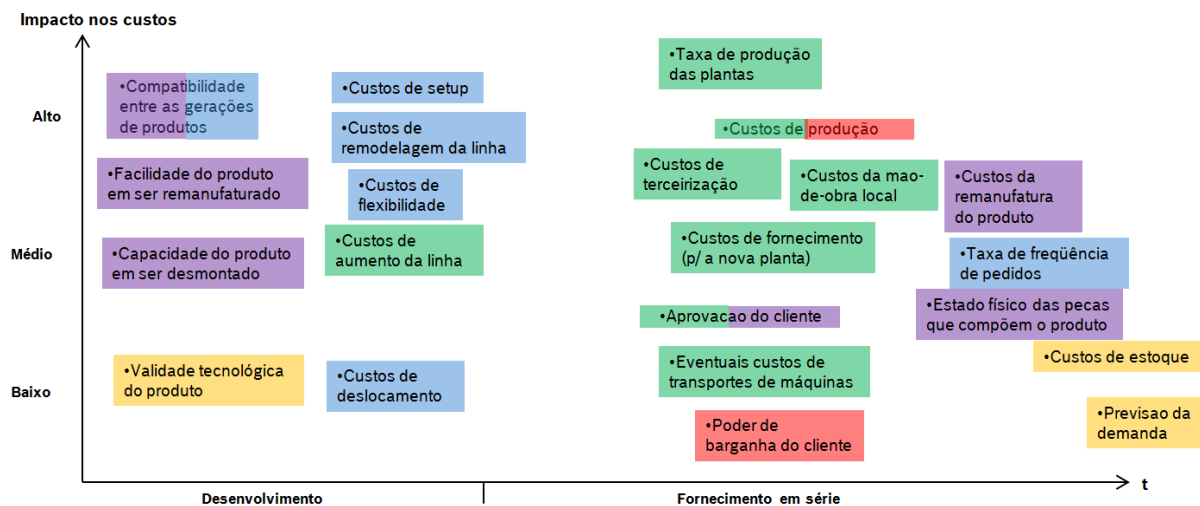 Impacto nos custos
Alto
Médio
Baixo
•Compatibilidade
entre as gerações
de produtos
•Facilidade do produto
em ser remanufaturado
•Capacidade do produto
em ser desmontado
•Validade tecnológica
do produto
•Custos de setup
•Custos de
remodelagem da linha
•Custos de
flexibilidade
•Custos de
aumento da linha
•Custos de
deslocamento
•Taxa de produção
das plantas
•Custos de produção
•Custos de
terceirização
•Custos da mao-
de-obra local
•Custos da
remanufatura
do produto
•Custos de fornecimento
(p/ a nova planta)
•Taxa de freqüência
de pedidos
•Aprovacao do cliente
•Estado físico das pecas
que compõem o produto
•Eventuais custos de
transportes de máquinas
•Custos de estoque
•Poder de
barganha do cliente
•Previsao da
demanda
Desenvolvimento
Fornecimento em série
t